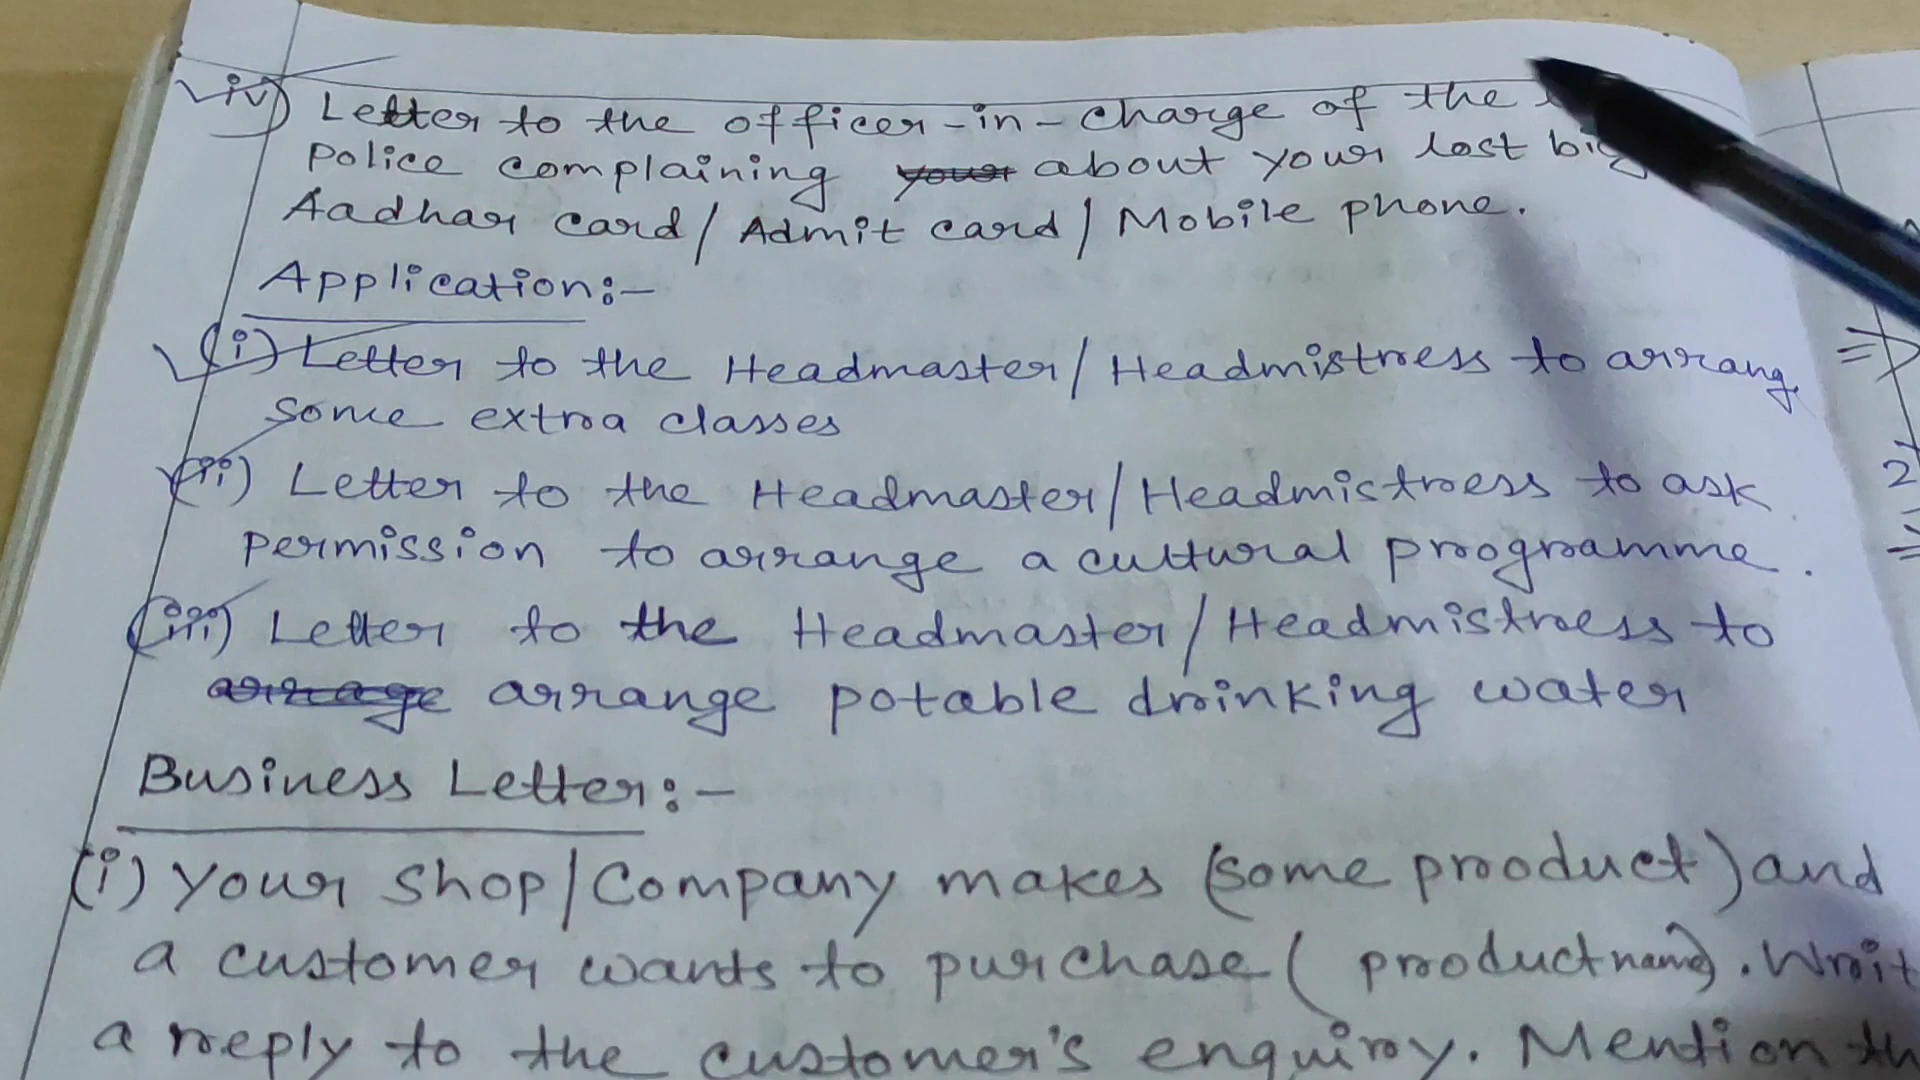 iv) Letter to the officer-in-charge of the
police complaining about your lost
Aadhar card/Admit card/Mobile phone.
Application:-
(i) Letter to the Headmaster/Headmistress to arrang
some extra classes
(ii) Letter to the Headmaster/Headmistress to ask
permission to arrange a cultural programme.
(iii) Letter to the Headmaster/Headmistress to
arrange potable drinking water
Business Letter:-
(i) Your shop/Company makes (some product) and
a customer wants to purchase (product name). Writ
a reply to the customer's enquiry. Mention th